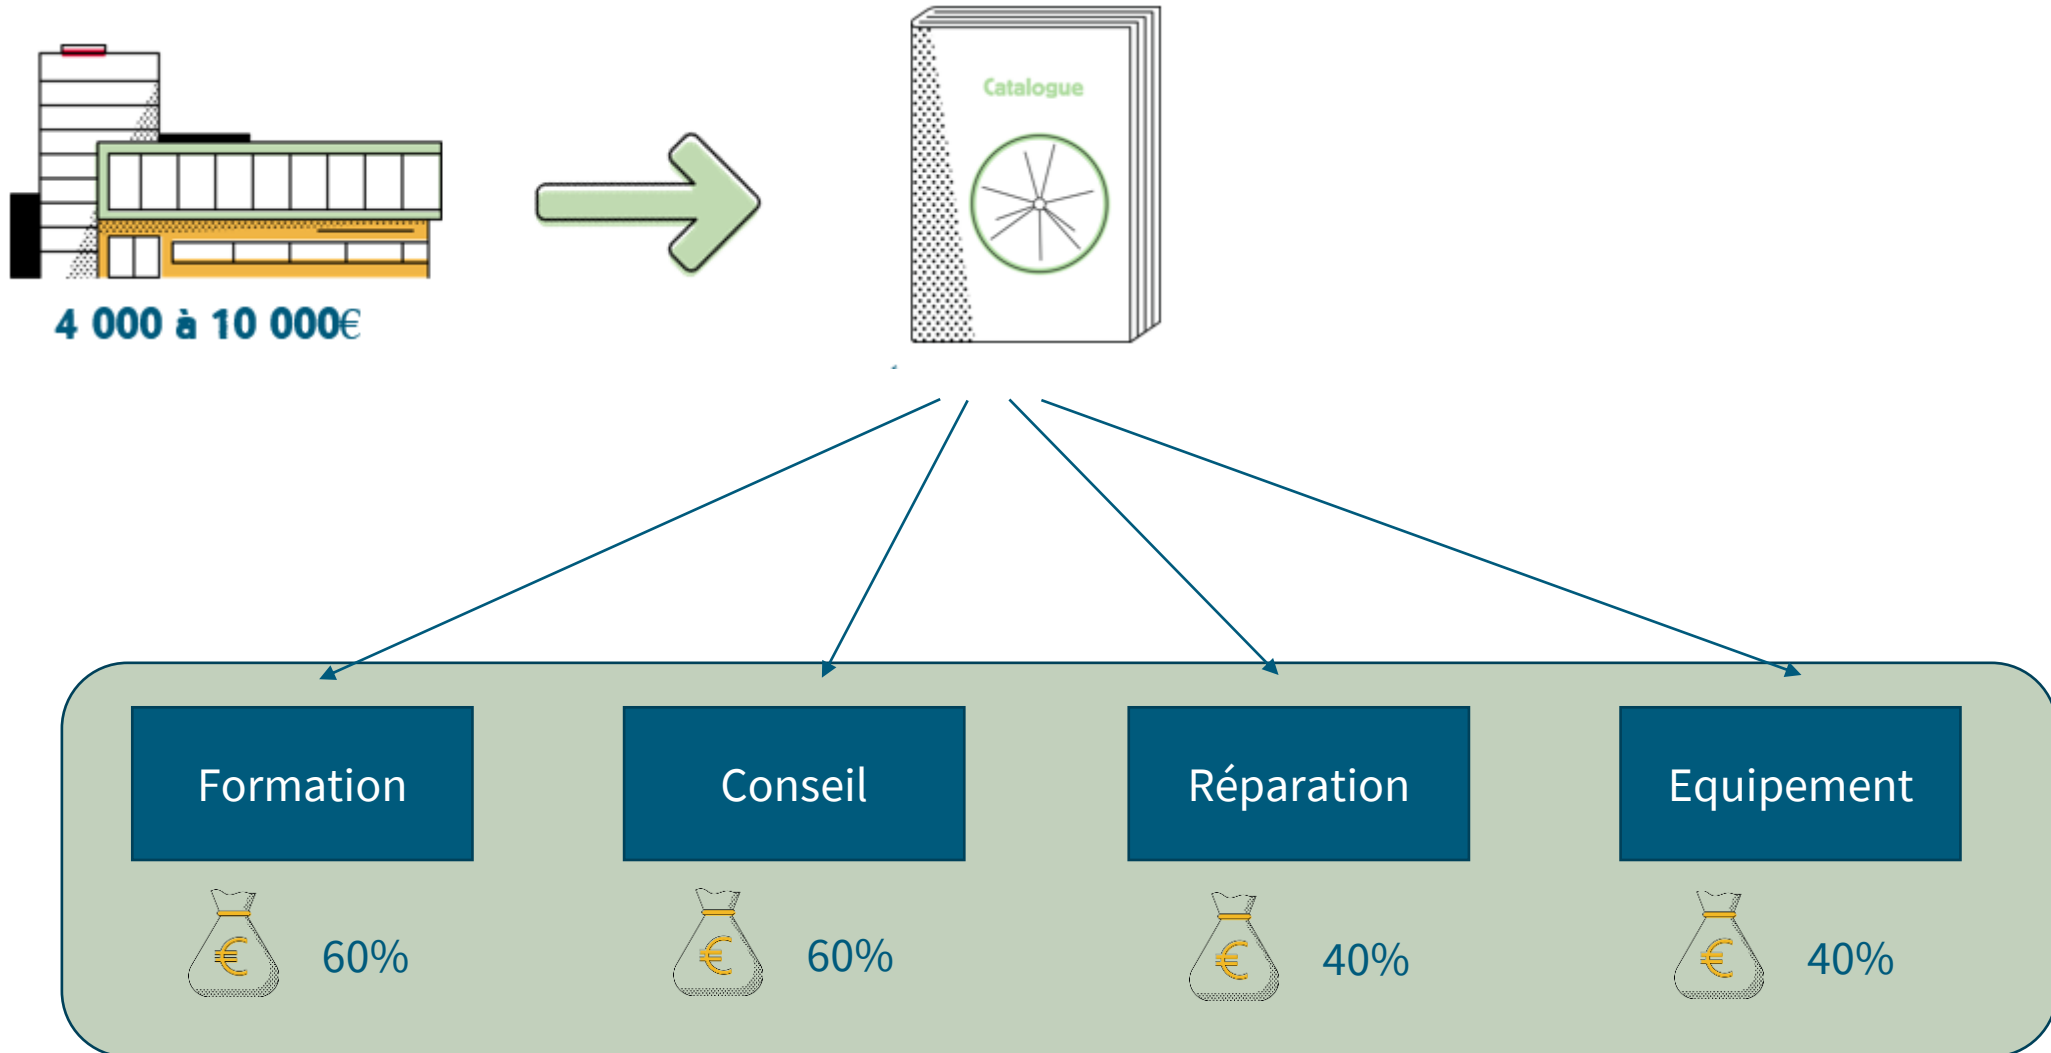 Catalogue
4 000 à 10 000€
Formation
Conseil
Réparation
Equipement
60%
60%
40%
40%